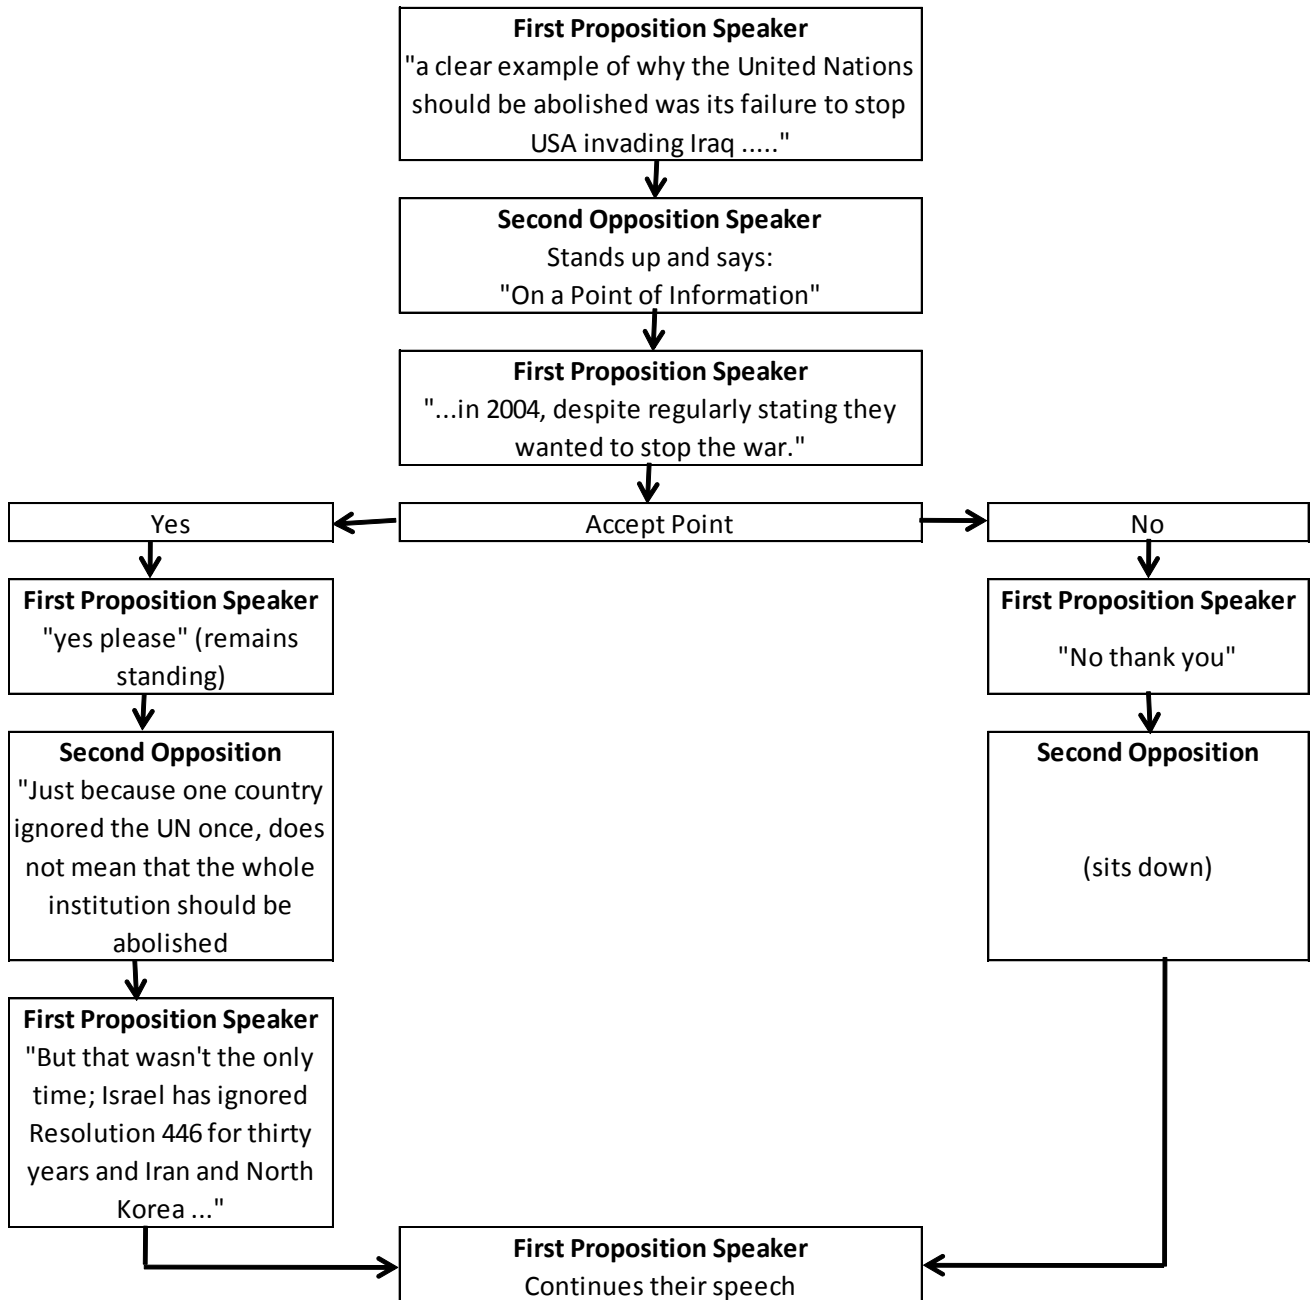 First Proposition Speaker
"a clear example of why the United Nations
should be abolished was its failure to stop
USA invading Iraq ....."
Second Opposition Speaker
Stands up and says:
"On a Point of Information"
First Proposition Speaker
"...in 2004, despite regularly stating they
wanted to stop the war."
Yes
Accept Point
No
First Proposition Speaker
"yes please" (remains
standing)
First Proposition Speaker
"No thank you"
Second Opposition
"Just because one country
ignored the UN once, does
not mean that the whole
institution should be
abolished
Second Opposition
(sits down)
First Proposition Speaker
"But that wasn't the only
time; Israel has ignored
Resolution 446 for thirty
years and Iran and North
Korea ..."
First Proposition Speaker
Continues their speech